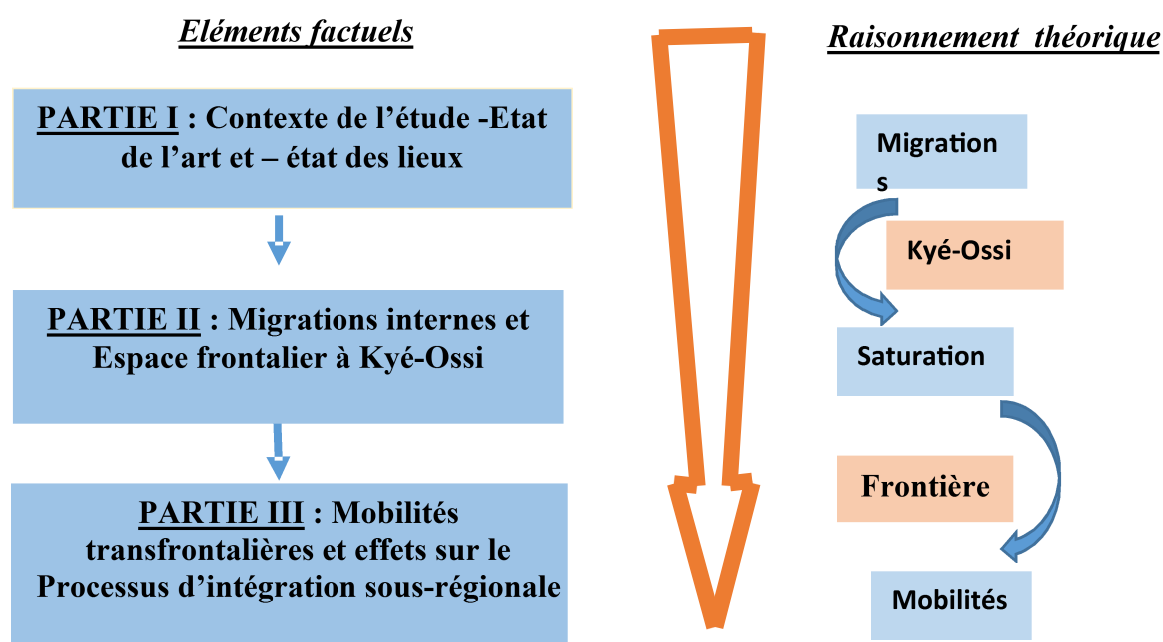 Eléments factuels
PARTIE I : Contexte de l’étude -Etat
de l’art et – état des lieux
PARTIE II : Migrations internes et
Espace frontalier à Kyé-Ossi
PARTIE III : Mobilités
transfrontalières et effets sur le
Processus d’intégration sous-régionale
Raisonnement théorique
Migration
s
Kyé-Ossi
Saturation
Frontière
Mobilités